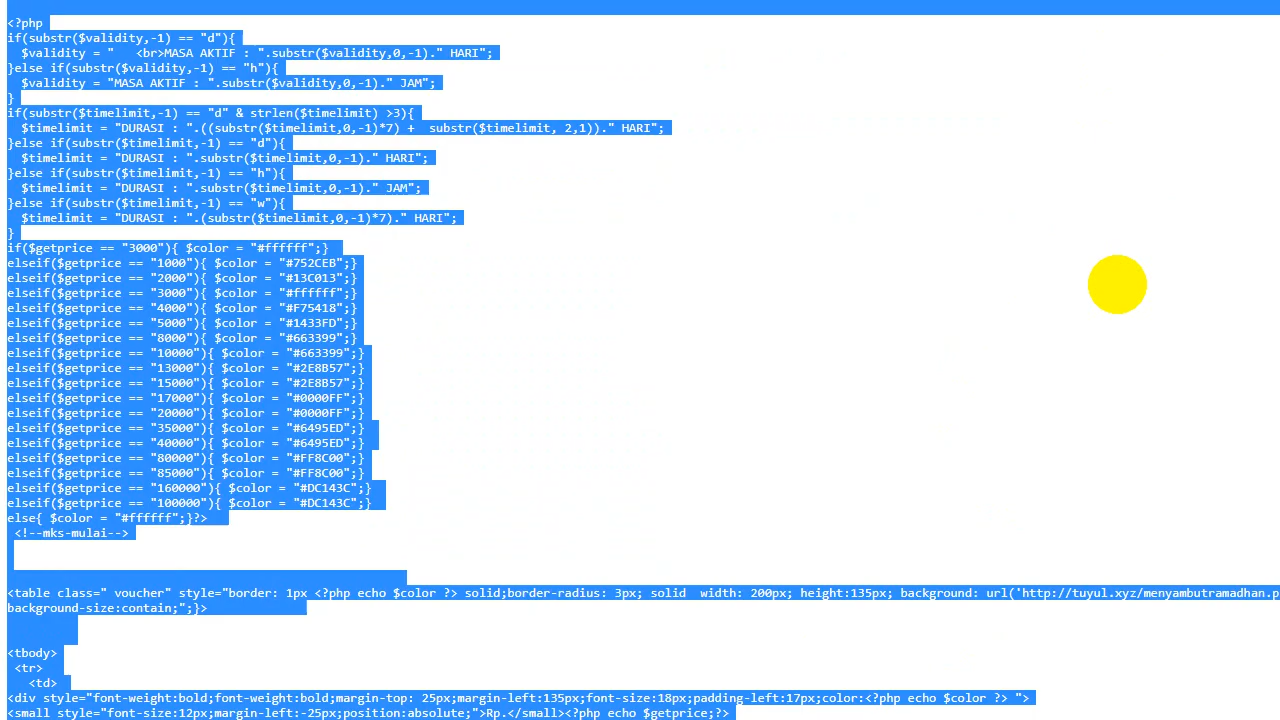 <?php
if(substr($validity,-1) == "d"){
  $validity = "   <br>MASA AKTIF : ".substr($validity,0,-1)." HARI";
}else if(substr($validity,-1) == "h"){
  $validity = "MASA AKTIF : ".substr($validity,0,-1)." JAM";
}
if(substr($timelimit,-1) == "d" & strlen($timelimit) >3){
  $timelimit = "DURASI : ".((substr($timelimit,0,-1)*7) +  substr($timelimit, 2,1))." HARI";
}else if(substr($timelimit,-1) == "d"){
  $timelimit = "DURASI : ".substr($timelimit,0,-1)." HARI";
}else if(substr($timelimit,-1) == "h"){
  $timelimit = "DURASI : ".substr($timelimit,0,-1)." JAM";
}else if(substr($timelimit,-1) == "w"){
  $timelimit = "DURASI : ".(substr($timelimit,0,-1)*7)." HARI";
}
if($getprice == "3000"){ $color = "#ffffff";}
elseif($getprice == "1000"){ $color = "#752CEB";}
elseif($getprice == "2000"){ $color = "#13C013";}
elseif($getprice == "3000"){ $color = "#ffffff";}
elseif($getprice == "4000"){ $color = "#F75418";}
elseif($getprice == "5000"){ $color = "#1433FD";}
elseif($getprice == "8000"){ $color = "#663399";}
elseif($getprice == "10000"){ $color = "#663399";}
elseif($getprice == "13000"){ $color = "#2E8B57";}
elseif($getprice == "15000"){ $color = "#2E8B57";}
elseif($getprice == "17000"){ $color = "#0000FF";}
elseif($getprice == "20000"){ $color = "#0000FF";}
elseif($getprice == "35000"){ $color = "#6495ED";}
elseif($getprice == "40000"){ $color = "#6495ED";}
elseif($getprice == "80000"){ $color = "#FF8C00";}
elseif($getprice == "85000"){ $color = "#FF8C00";}
elseif($getprice == "160000"){ $color = "#DC143C";}
elseif($getprice == "100000"){ $color = "#DC143C";}
else{ $color = "#ffffff";}?>
 <!--mks-mulai-->
<table class=" voucher" style="border: 1px <?php echo $color ?> solid;border-radius: 3px; solid  width: 200px; height:135px; background: url('http://tuyul.xyz/menyambutramadhan.p
background-size:contain;";}>
<tbody>
 <tr>
   <td>
<div style="font-weight:bold;font-weight:bold;margin-top: 25px;margin-left:135px;font-size:18px;padding-left:17px;color:<?php echo $color ?> ">
<small style="font-size:12px;margin-left:-25px;position:absolute;">Rp.</small><?php echo $getprice;?>